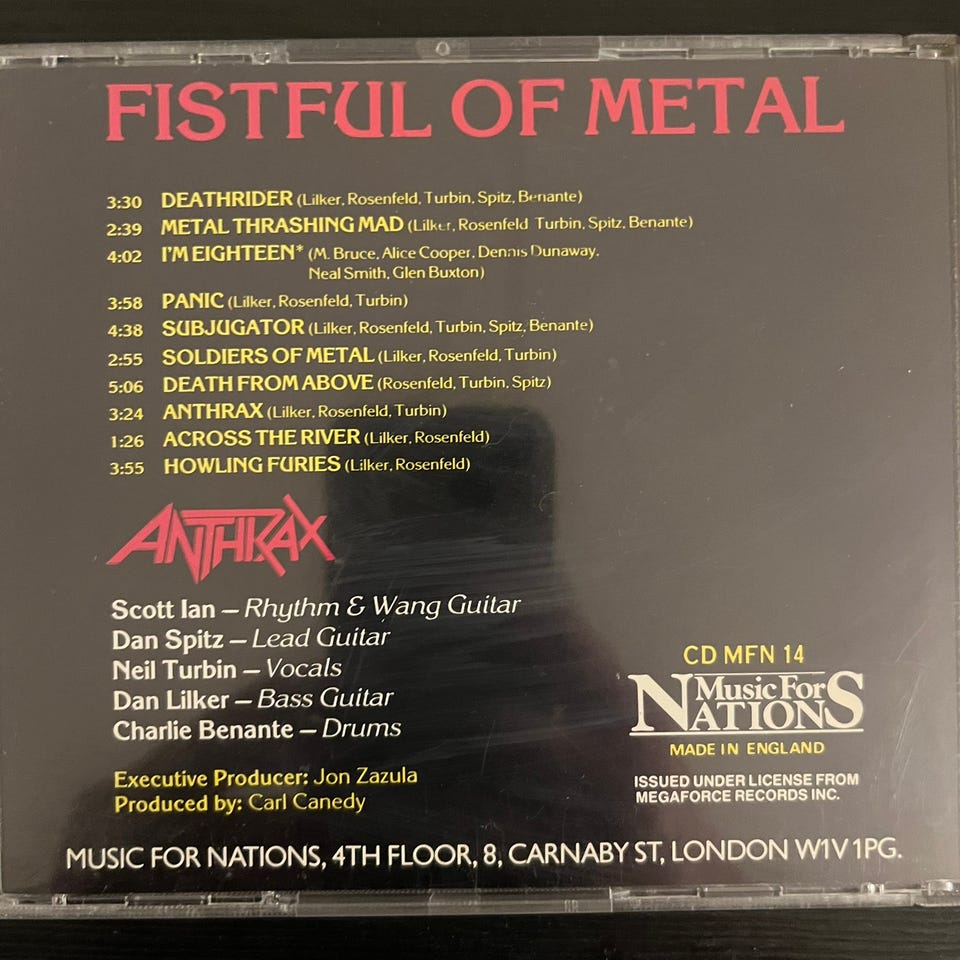 FISTFUL OF METAL
3:30 DEATHRIDER (Lilker, Rosenfeld, Turbin, Spitz, Benante)
2:39 METAL THRASHING MAD (Lilker, Rosenfeld Turbin, Spitz, Benante)
4:02 I'M EIGHTEEN* (M. Bruce, Alice Cooper, Dennis Dunaway,
Neal Smith, Glen Buxton)
3:58 PANIC (Lilker, Rosenfeld, Turbin)
4:38 SUBJUGATOR (Lilker, Rosenfeld, Turbin, Spitz, Benante)
2:55 SOLDIERS OF METAL (Lilker, Rosenfeld, Turbin)
5:06 DEATH FROM ABOVE (Rosenfeld, Turbin, Spitz)
3:24 ANTHRAX (Lilker, Rosenfeld, Turbin)
1:26 ACROSS THE RIVER (Lilker, Rosenfeld)
3:55 HOWLING FURIES (Lilker, Rosenfeld)
ANTHRAX
Scott Ian – Rhythm & Wang Guitar
Dan Spitz – Lead Guitar
Neil Turbin – Vocals
Dan Lilker – Bass Guitar
Charlie Benante – Drums
Executive Producer: Jon Zazula
Produced by: Carl Canedy
CD MFN 14
Music For
NATIONS
MADE IN ENGLAND
ISSUED UNDER LICENSE FROM
MEGAFORCE RECORDS INC.
MUSIC FOR NATIONS, 4TH FLOOR, 8, CARNABY ST, LONDON W1V 1PG.